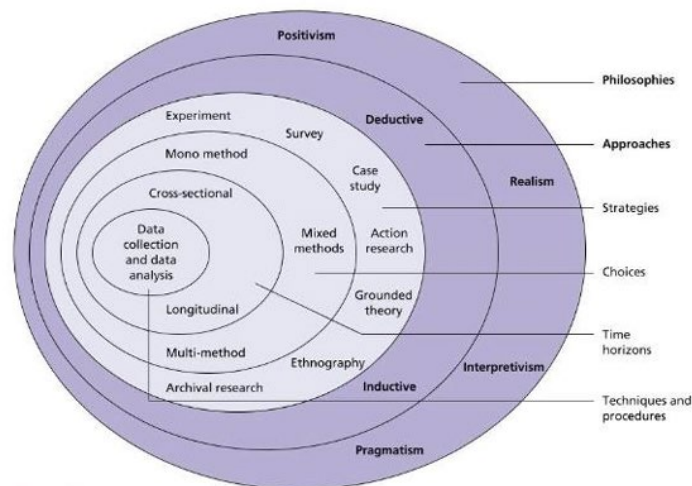 Positivism
Philosophies
Experiment
Deductive
Survey
Approaches
Mono method
Case
study
Realism
Cross-sectional
Strategies
Data
collection
and data
analysis
Mixed
methods
Action
research
Choices
Grounded
theory
Longitudinal
Time
horizons
Multi-method
Ethnography
Interpretivism
Archival research
Inductive
Techniques and
procedures
Pragmatism